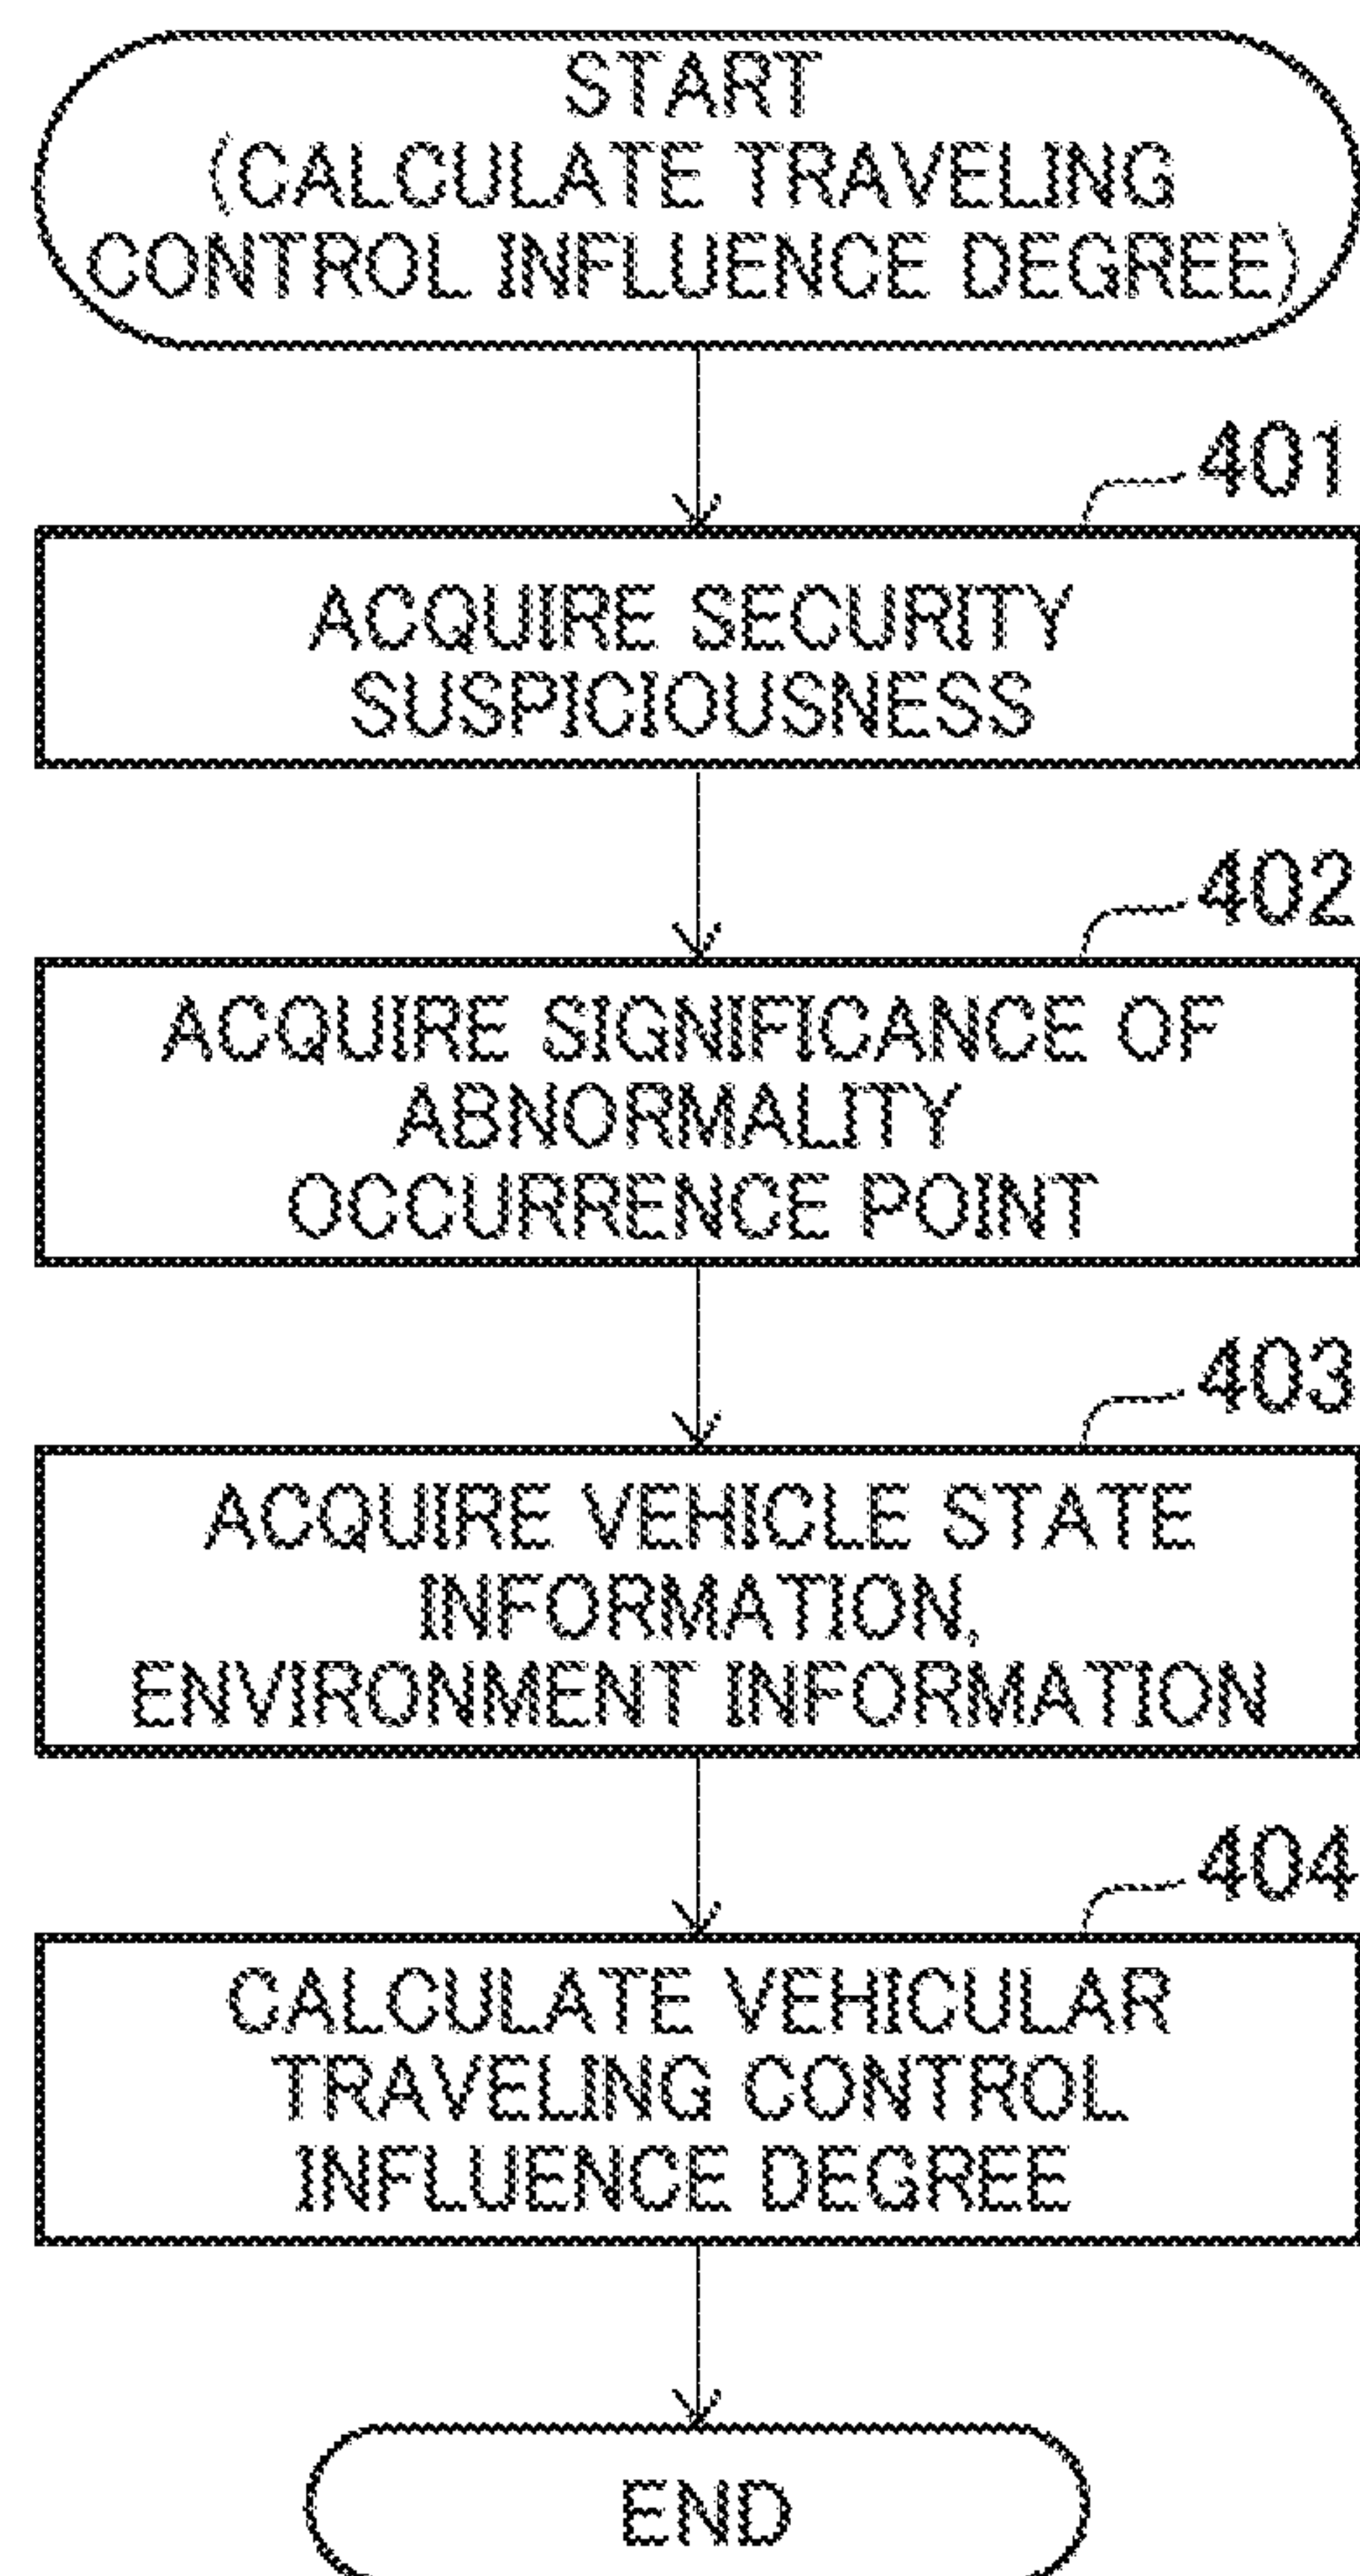 START
(CALCULATE TRAVELING
CONTROL INFLUENCE DEGREE)
401
ACQUIRE SECURITY
SUSPICIOUSNESS
402
ACQUIRE SIGNIFICANCE OF
ABNORMALITY
OCCURRENCE POINT
403
ACQUIRE VEHICLE STATE
INFORMATION,
ENVIRONMENT INFORMATION
404
CALCULATE VEHICULAR
TRAVELING CONTROL
INFLUENCE DEGREE
END